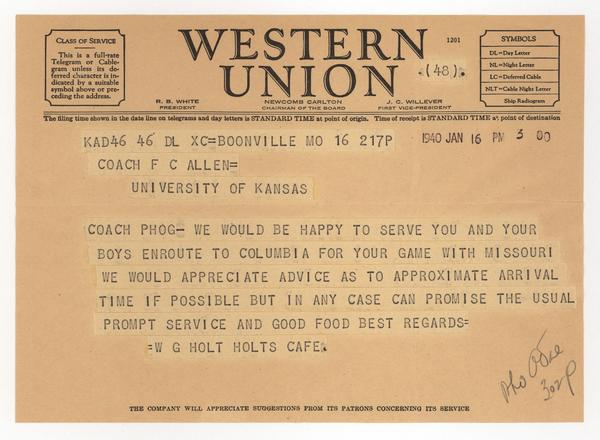 CLASS OF SERVICE
This is a full-rate
Telegram or Cable-
gram unless its de-
ferred character is in-
dicated by a suitable
symbol above or pre-
ceding the address.
WESTERN
UNION
1201
(48)
R. B. WHITE
PRESIDENT
NEWCOMB CARLTON
CHAIRMAN OF THE BOARD
J. C. WILLEVER
FIRST VICE-PRESIDENT
SYMBOLS
DL=Day Letter
NL=Night Letter
LC=Deferred Cable
NLT=Cable Night Letter
Ship Radiogram
The filing time shown in the date line on telegrams and day letters is STANDARD TIME at point of origin. Time of receipt is STANDARD TIME at point of destination
KAD46 46 DL XC=BOONVILLE MO 16 217P
1940 JAN 16 PM 3 00
COACH F C ALLEN=
UNIVERSITY OF KANSAS
COACH PHOG- WE WOULD BE HAPPY TO SERVE YOU AND YOUR
BOYS ENROUTE TO COLUMBIA FOR YOUR GAME WITH MISSOURI
WE WOULD APPRECIATE ADVICE AS TO APPROXIMATE ARRIVAL
TIME IF POSSIBLE BUT IN ANY CASE CAN PROMISE THE USUAL
PROMPT SERVICE AND GOOD FOOD BEST REGARDS=
=W G HOLT HOLTS CAFE.
302P
THE COMPANY WILL APPRECIATE SUGGESTIONS FROM ITS PATRONS CONCERNING ITS SERVICE